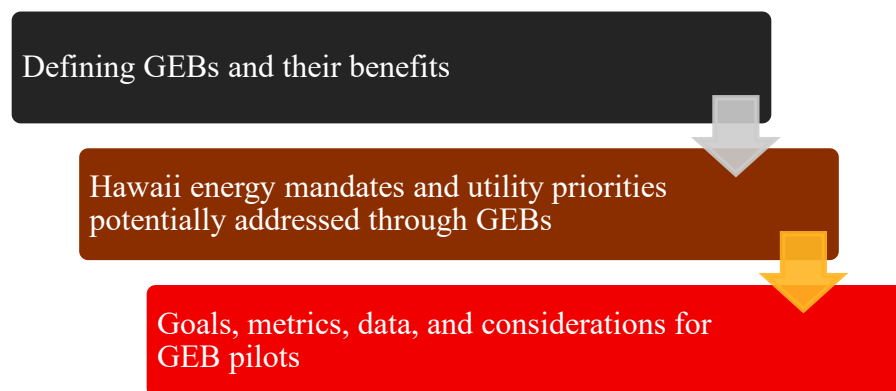 Defining GEBs and their benefits
Hawaii energy mandates and utility priorities
potentially addressed through GEBs
Goals, metrics, data, and considerations for
GEB pilots